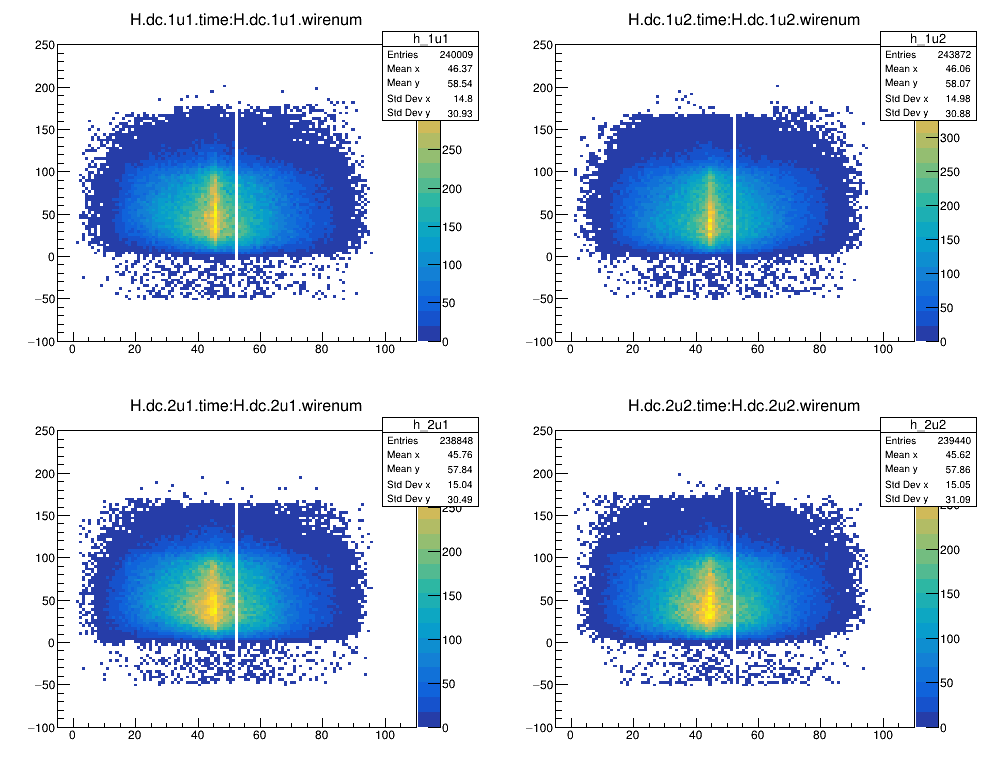 H.dc.1u1.time:H.dc.1u1.wirenum
h_1u1
Entries 240009
Mean x 46.37
Mean y 58.54
Std Dev x 14.8
Std Dev y 30.93
250
200
150
100
50
0
−50
−100
0 20 40 60 80 100
250
200
150
100
50
0
H.dc.1u2.time:H.dc.1u2.wirenum
h_1u2
Entries 243872
Mean x 46.06
Mean y 58.07
Std Dev x 14.98
Std Dev y 30.88
250
200
150
100
50
0
−50
−100
0 20 40 60 80 100
300
250
200
150
100
50
0
H.dc.2u1.time:H.dc.2u1.wirenum
h_2u1
Entries 238848
Mean x 45.76
Mean y 57.84
Std Dev x 15.04
Std Dev y 30.49
250
200
150
100
50
0
−50
−100
0 20 40 60 80 100
250
200
150
100
50
0
H.dc.2u2.time:H.dc.2u2.wirenum
h_2u2
Entries 239440
Mean x 45.62
Mean y 57.86
Std Dev x 15.05
Std Dev y 31.09
250
200
150
100
50
0
−50
−100
0 20 40 60 80 100
250
200
150
100
50
0